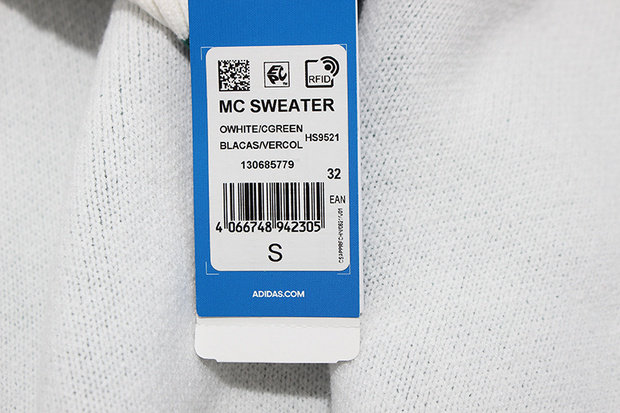 RFID
MC SWEATER
OWHITE/CGREEN
BLACAS/VERCOL
HS9521
130685779
32
EAN
4 066748 942305
S
ADIDAS.COM